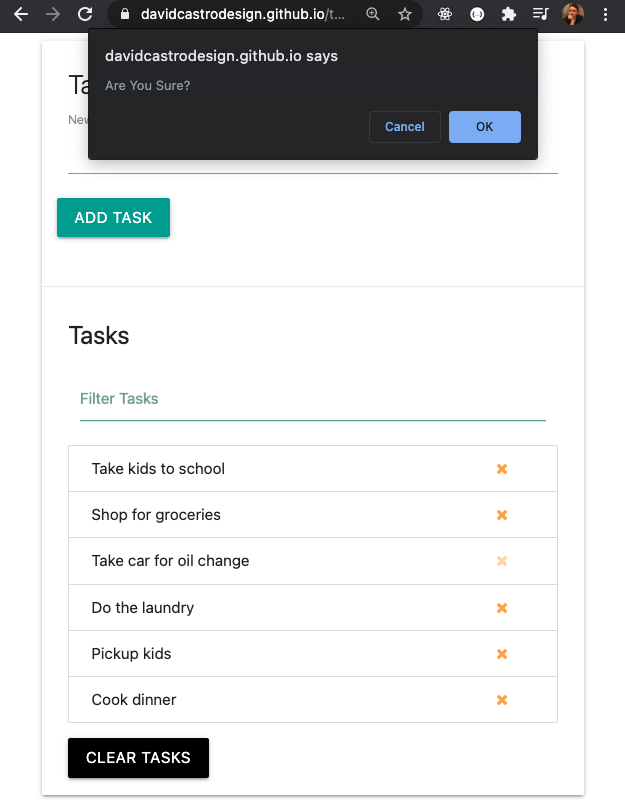 davidcastrodesign.github.io/t...
davidcastrodesign.github.io says
Are You Sure?
Cancel
OK
Ta
New
ADD TASK
Tasks
Filter Tasks
Take kids to school
Shop for groceries
Take car for oil change
Do the laundry
Pickup kids
Cook dinner
CLEAR TASKS